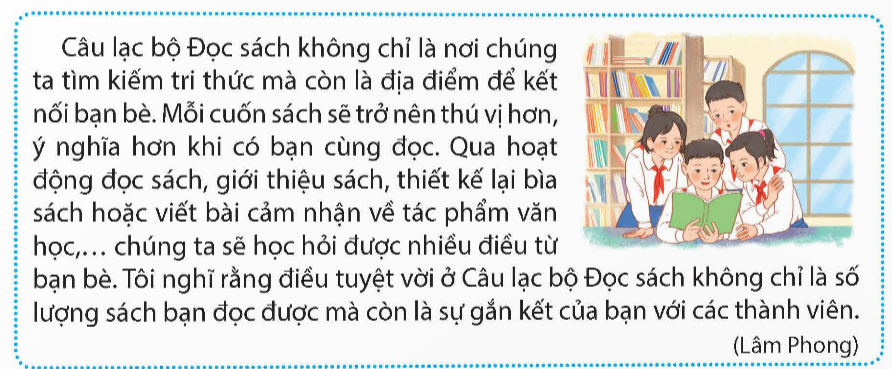 Câu lạc bộ Đọc sách không chỉ là nơi chúng
ta tìm kiếm tri thức mà còn là địa điểm để kết
nối bạn bè. Mỗi cuốn sách sẽ trở nên thú vị hơn,
ý nghĩa hơn khi có bạn cùng đọc. Qua hoạt
động đọc sách, giới thiệu sách, thiết kế lại bìa
sách hoặc viết bài cảm nhận về tác phẩm văn
học,... chúng ta sẽ học hỏi được nhiều điều từ
bạn bè. Tôi nghĩ rằng điều tuyệt vời ở Câu lạc bộ Đọc sách không chỉ là số
lượng sách bạn đọc được mà còn là sự gắn kết của bạn với các thành viên.
(Lâm Phong)